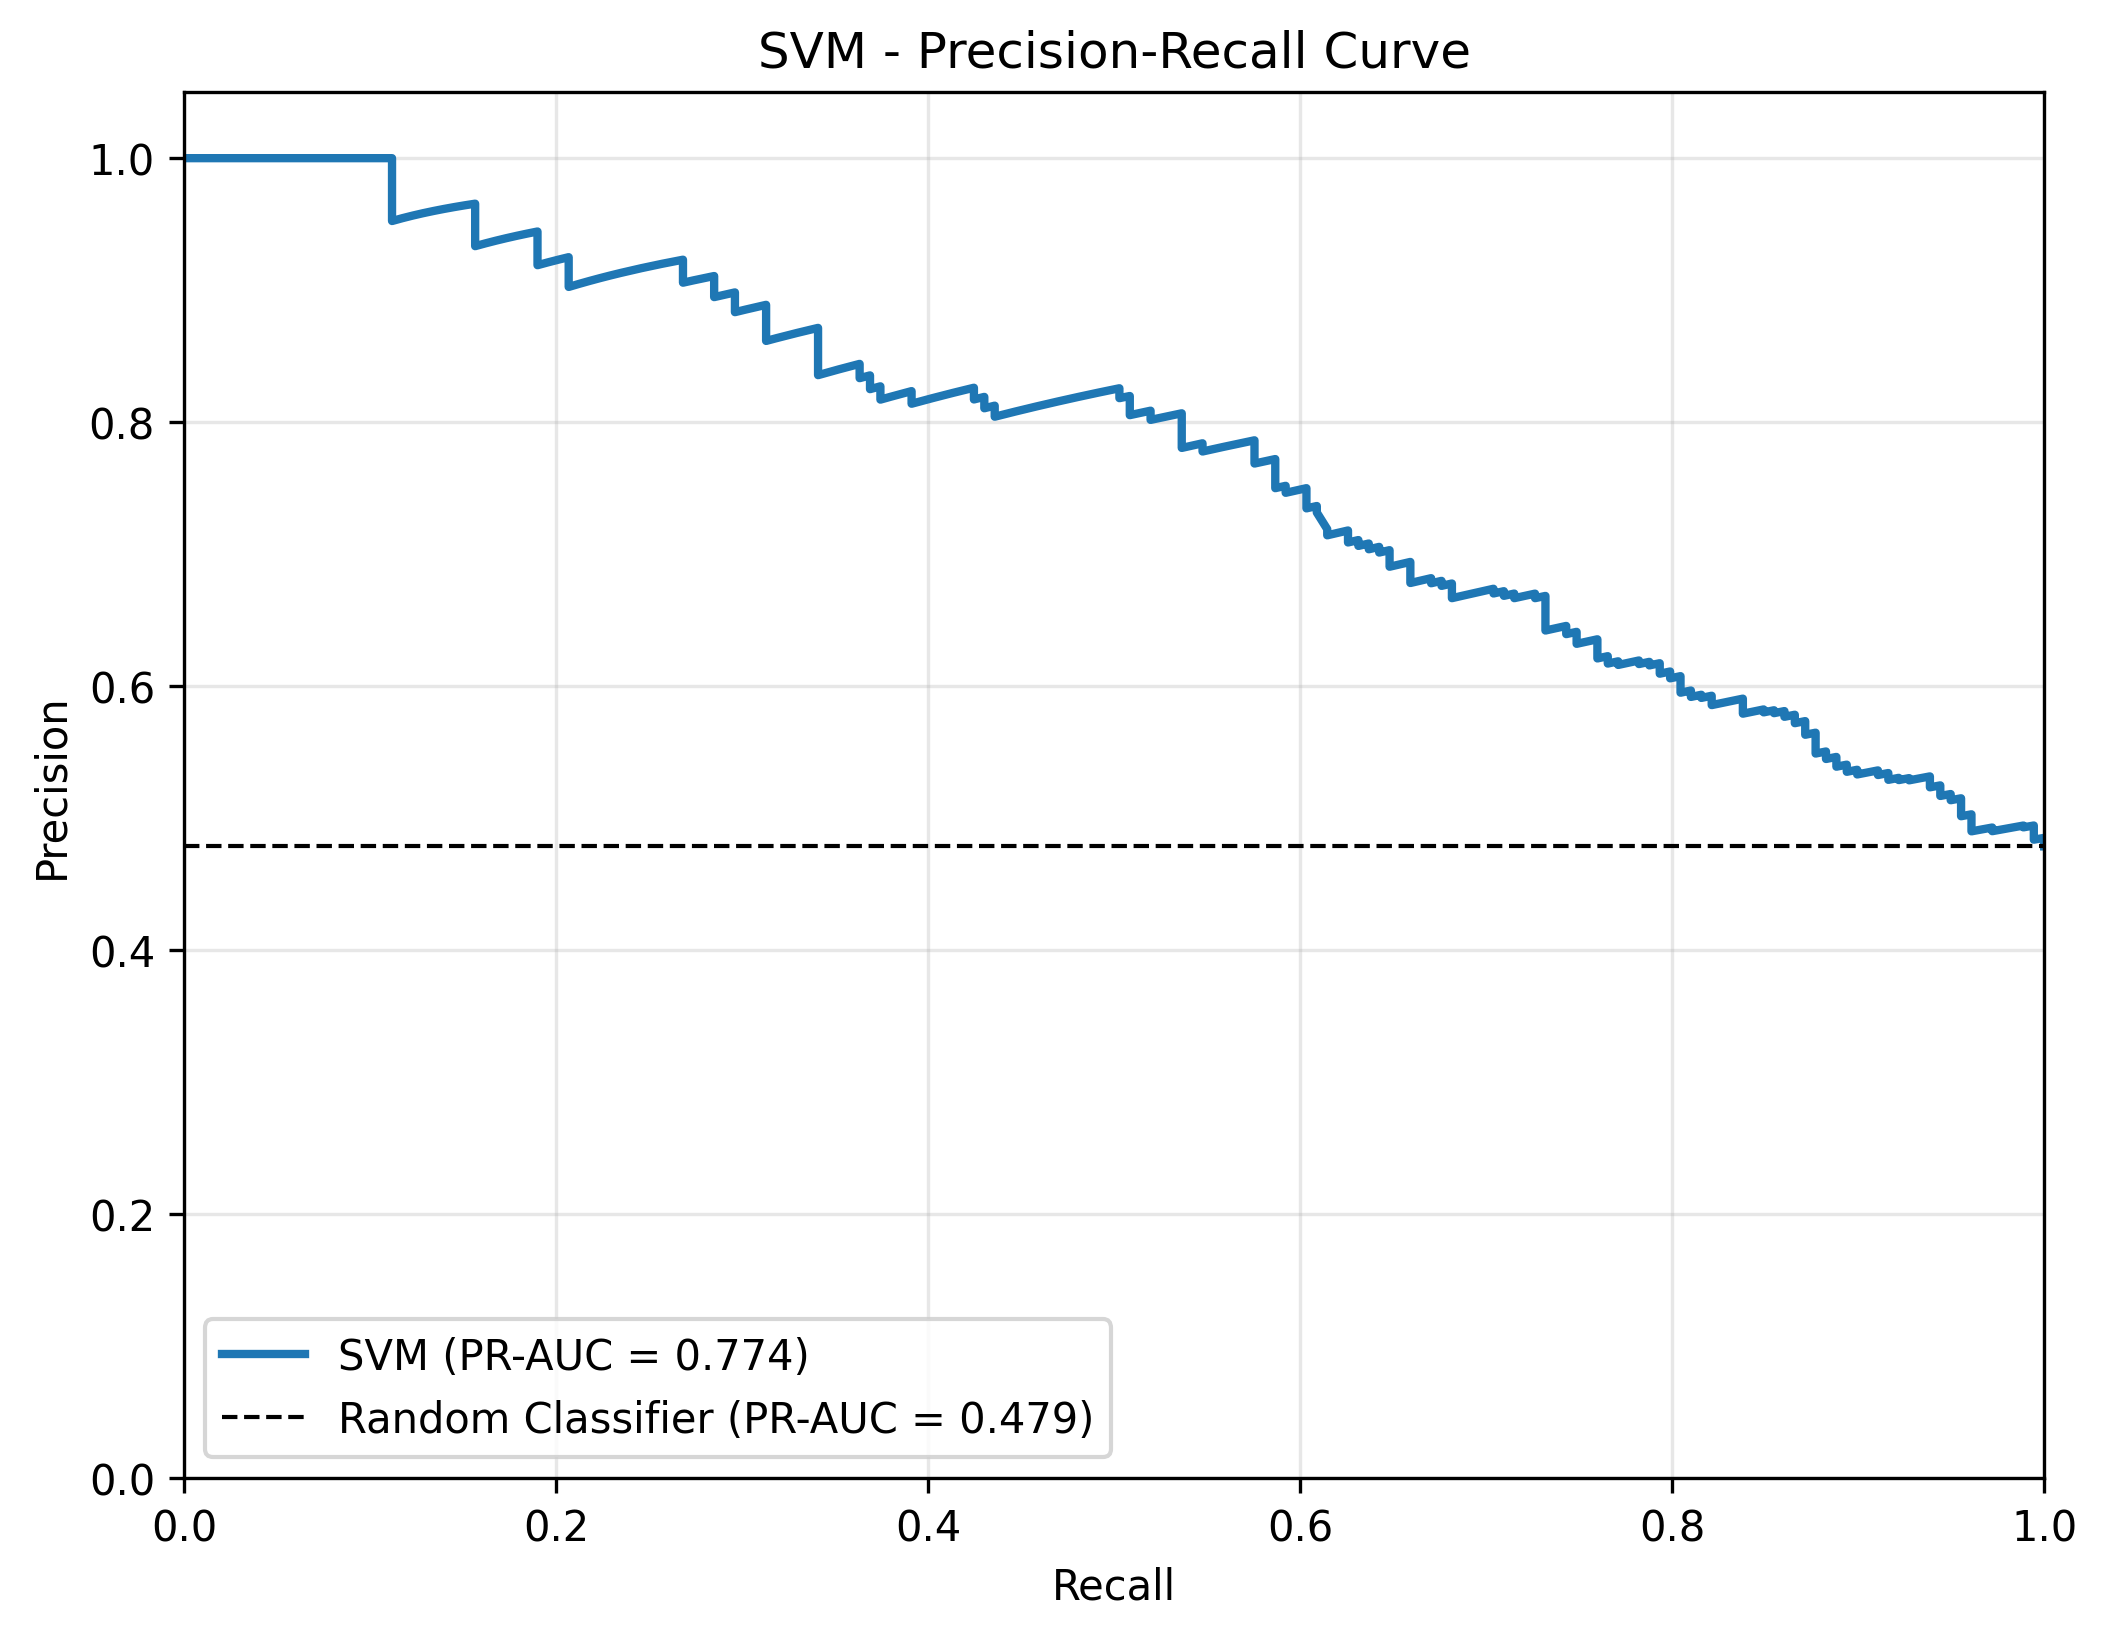 SVM - Precision-Recall Curve
Precision
1.0
0.8
0.6
0.4
0.2
0.0
SVM (PR-AUC = 0.774)
Random Classifier (PR-AUC = 0.479)
0.0 0.2 0.4 0.6 0.8 1.0
Recall